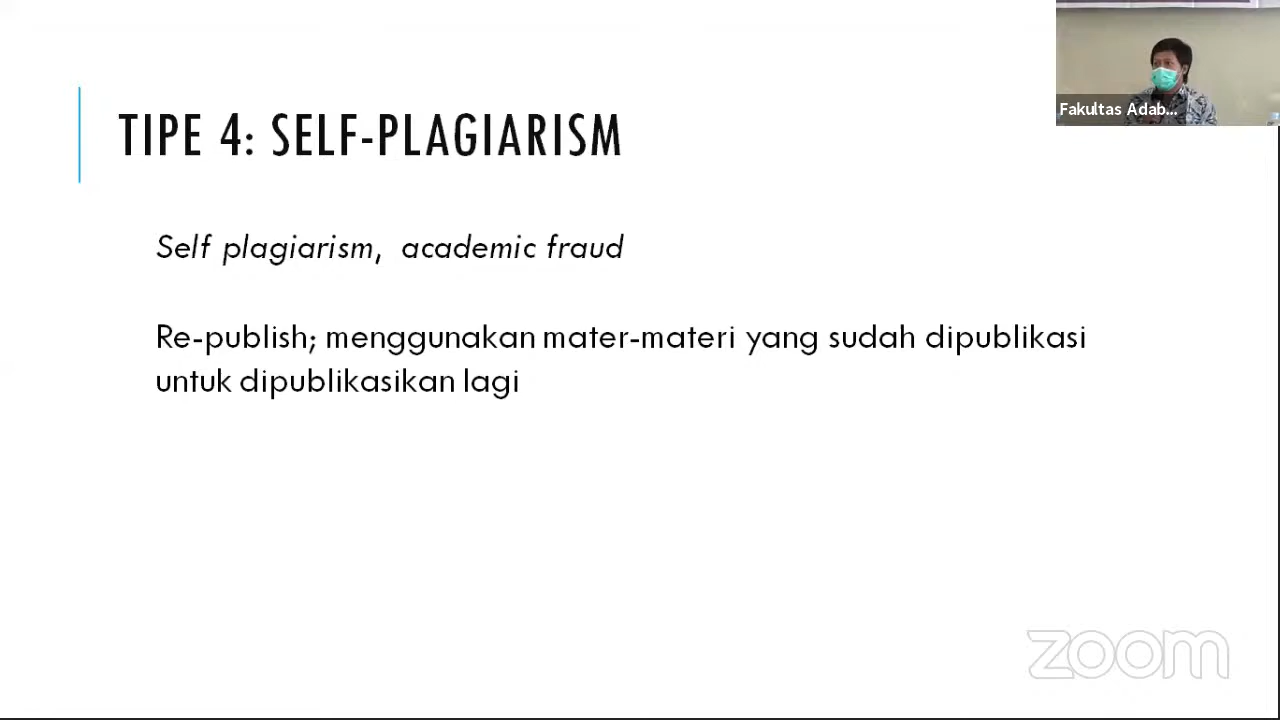 Fakultas Adab...
TIPE 4: SELF-PLAGIARISM
Self plagiarism, academic fraud
Re-publish; menggunakan mater-materi yang sudah dipublikasi
untuk dipublikasikan lagi
zoom